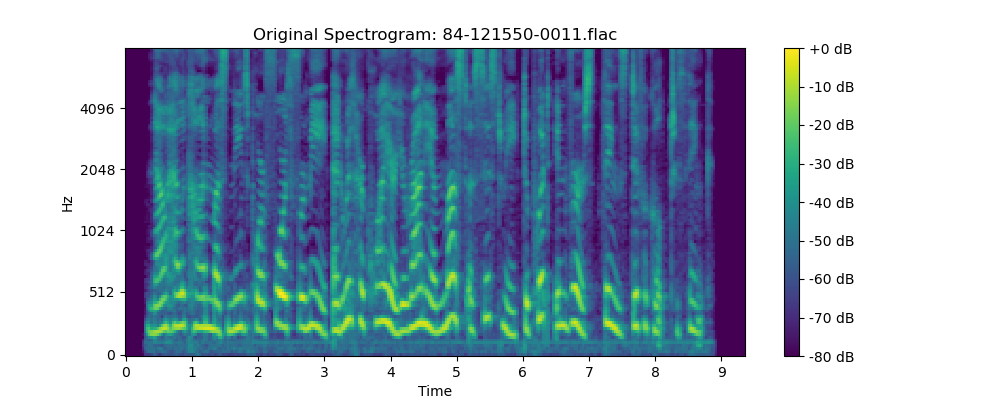 Original Spectrogram: 84-121550-0011.flac
Hz
4096
2048
1024
512
0
0 1 2 3 4 5 6 7 8 9
Time
+0 dB
-10 dB
-20 dB
-30 dB
-40 dB
-50 dB
-60 dB
-70 dB
-80 dB